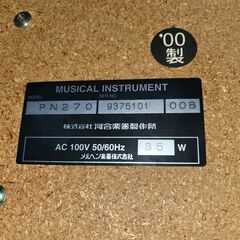 '00
製
MUSICAL INSTRUMENT
MODEL SER.NO.
PN270 9375101 008
株式会社 河合楽器製作所
AC 100V 50/60Hz 35 W
メルヘン楽器株式会社